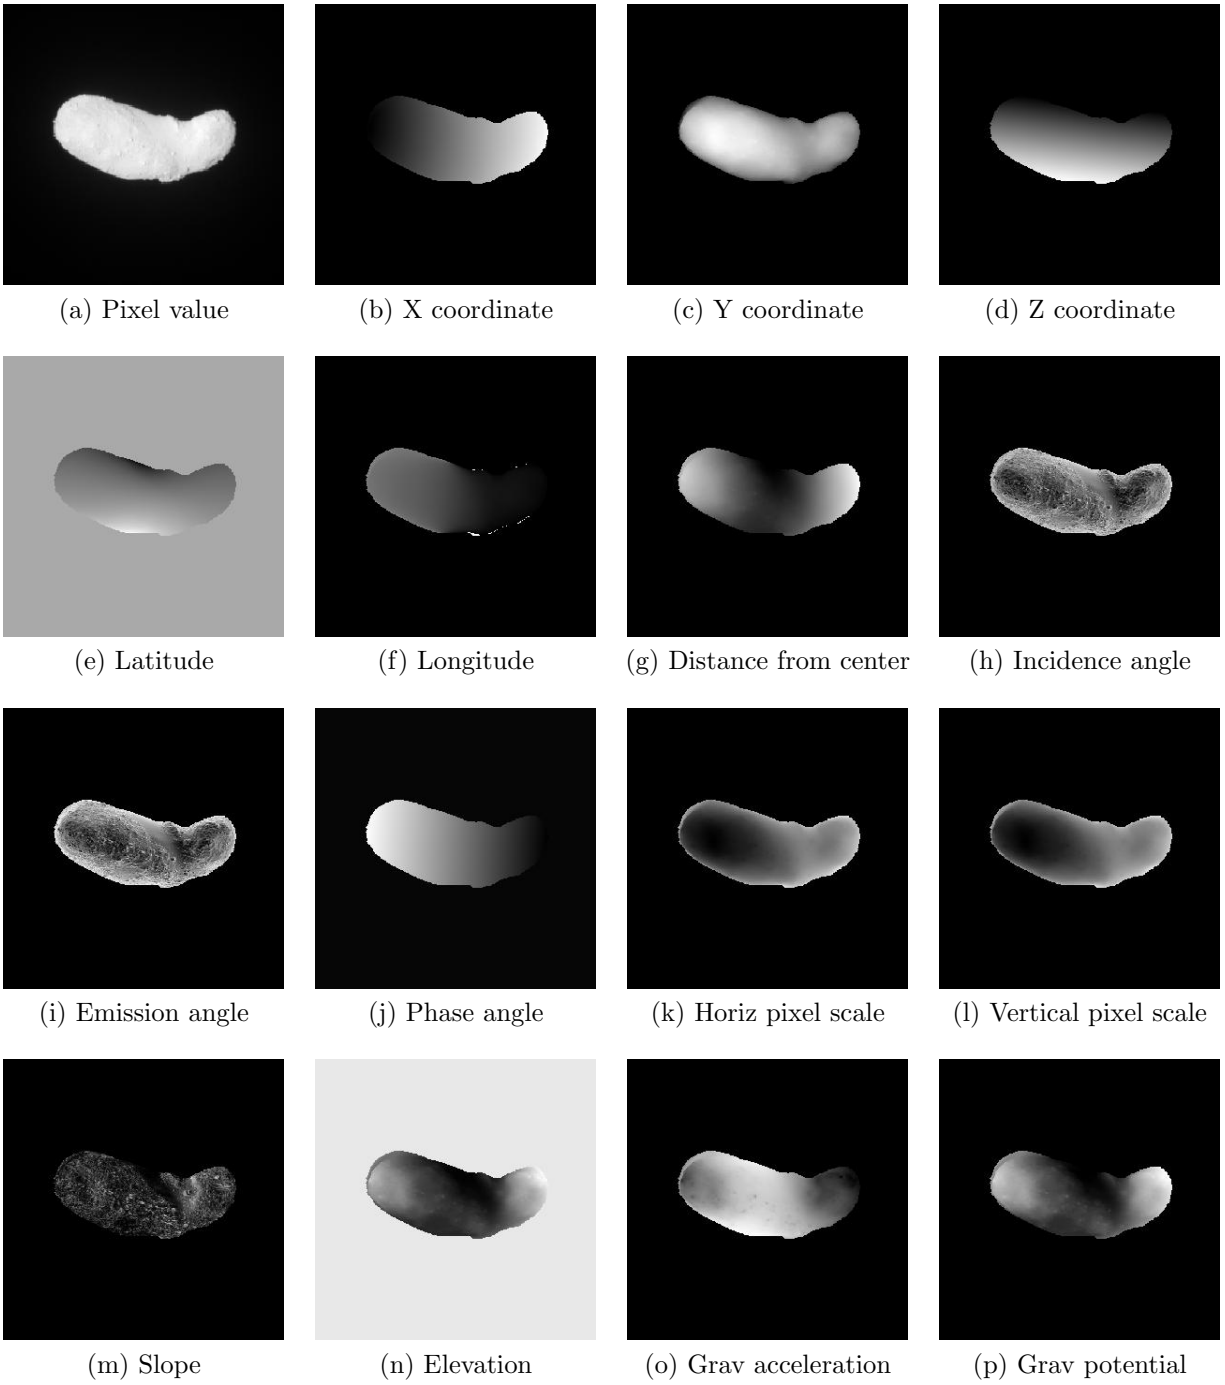 (a) Pixel value
(b) X coordinate
(c) Y coordinate
(d) Z coordinate
(e) Latitude
(f) Longitude
(g) Distance from center
(h) Incidence angle
(i) Emission angle
(j) Phase angle
(k) Horiz pixel scale
(l) Vertical pixel scale
(m) Slope
(n) Elevation
(o) Grav acceleration
(p) Grav potential